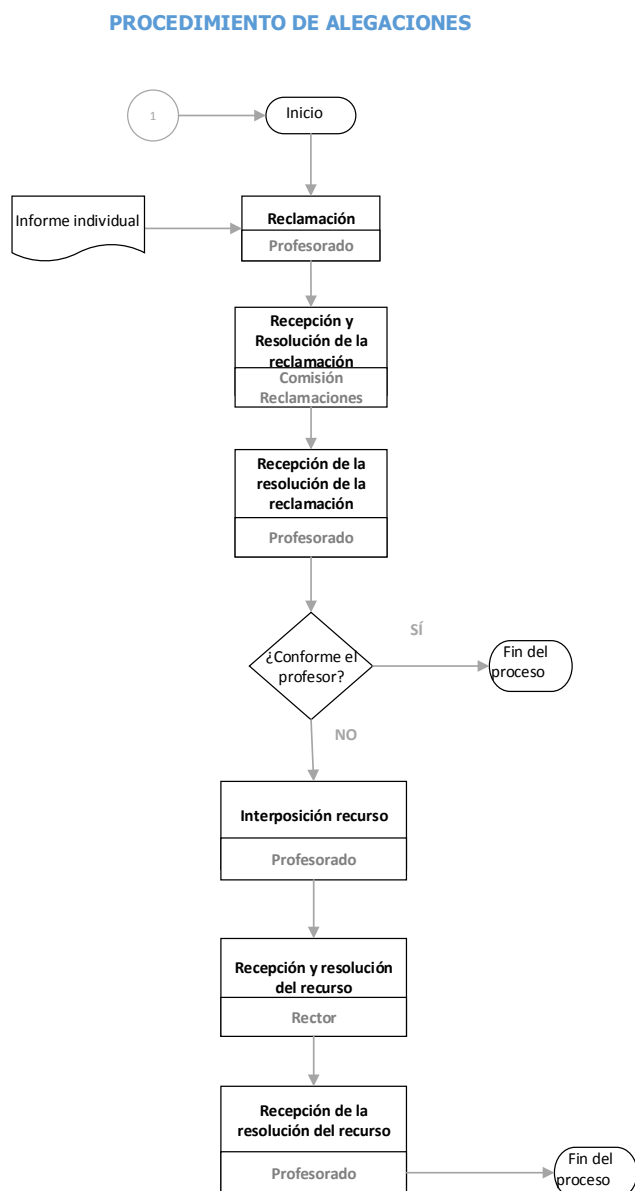 PROCEDIMIENTO DE ALEGACIONES
1
Inicio
Informe individual
Reclamación
Profesorado
Recepción y
Resolución de la
reclamación
Comisión
Reclamaciones
Recepción de la
resolución de la
reclamación
Profesorado
¿Conforme el
profesor?
SÍ
Fin del
proceso
NO
Interposición recurso
Profesorado
Recepción y resolución
del recurso
Rector
Recepción de la
resolución del recurso
Profesorado
Fin del
proceso